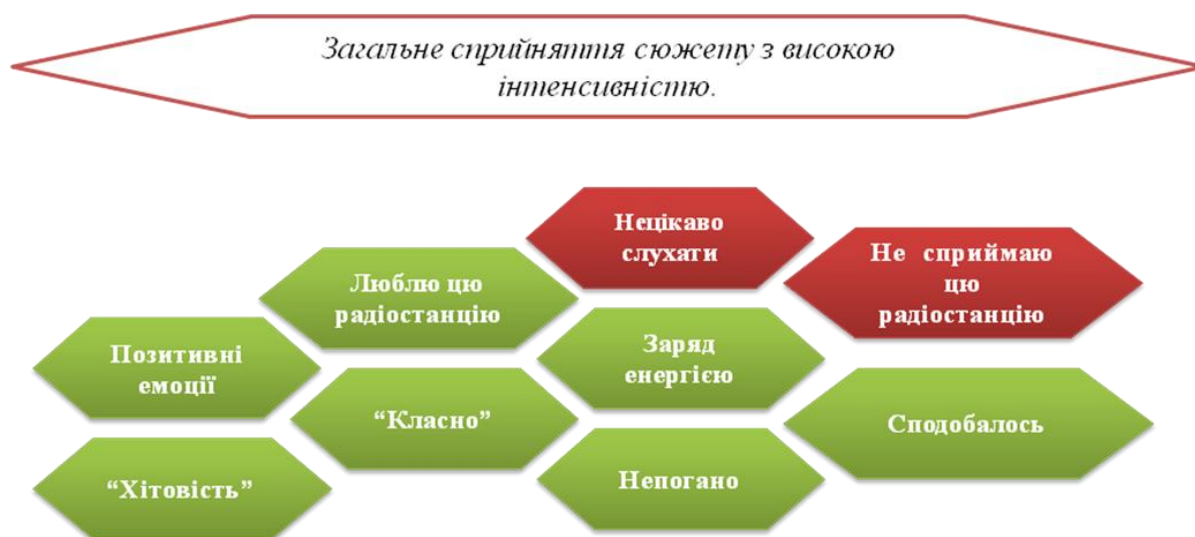 Загальне сприйняття сюжету з високою
інтенсивністю.
Нецікаво
слухати
Не сприймаю
цю
радіостанцію
Люблю цю
радіостанцію
Заряд
енергією
Позитивні
емоції
“Класно”
Сподобалось
“Хітовість”
Непогано